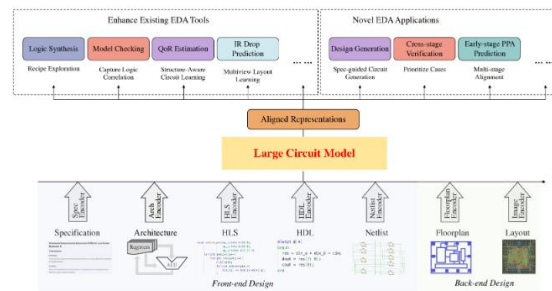 Enhance Existing EDA Tools
Novel EDA Applications
Logic Synthesis
Model Checking
QoR Estimation
IR Drop
Prediction
Design Generation
Cross-stage
Verification
Early-stage PPA
Prediction
Recipe Exploration
Capture Logic
Correlation
Structure-Aware
Circuit Learning
Multiview Layout
Learning
... ...
Spec-guided Circuit
Generation
Prioritize Cases
Multi-stage
Alignment
... ...
Aligned Representations
Large Circuit Model
Spec
Encoder
Arch
Encoder
HLS
Encoder
HDL
Encoder
Netlist
Encoder
Floorplan
Encoder
Image
Encoder
Specification
Architecture
HLS
HDL
Netlist
Floorplan
Layout
Registers
ALU
Front-end Design
Back-end Design